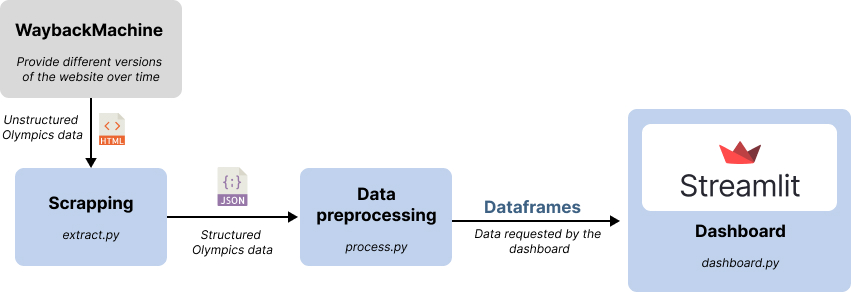 WaybackMachine
Provide different versions
of the website over time
Unstructured
Olympics data
<>
HTML
Scrapping
extract.py
{:}
JSON
Structured
Olympics data
Data
preprocessing
process.py
Dataframes
Data requested by the
dashboard
Streamlit
Dashboard
dashboard.py